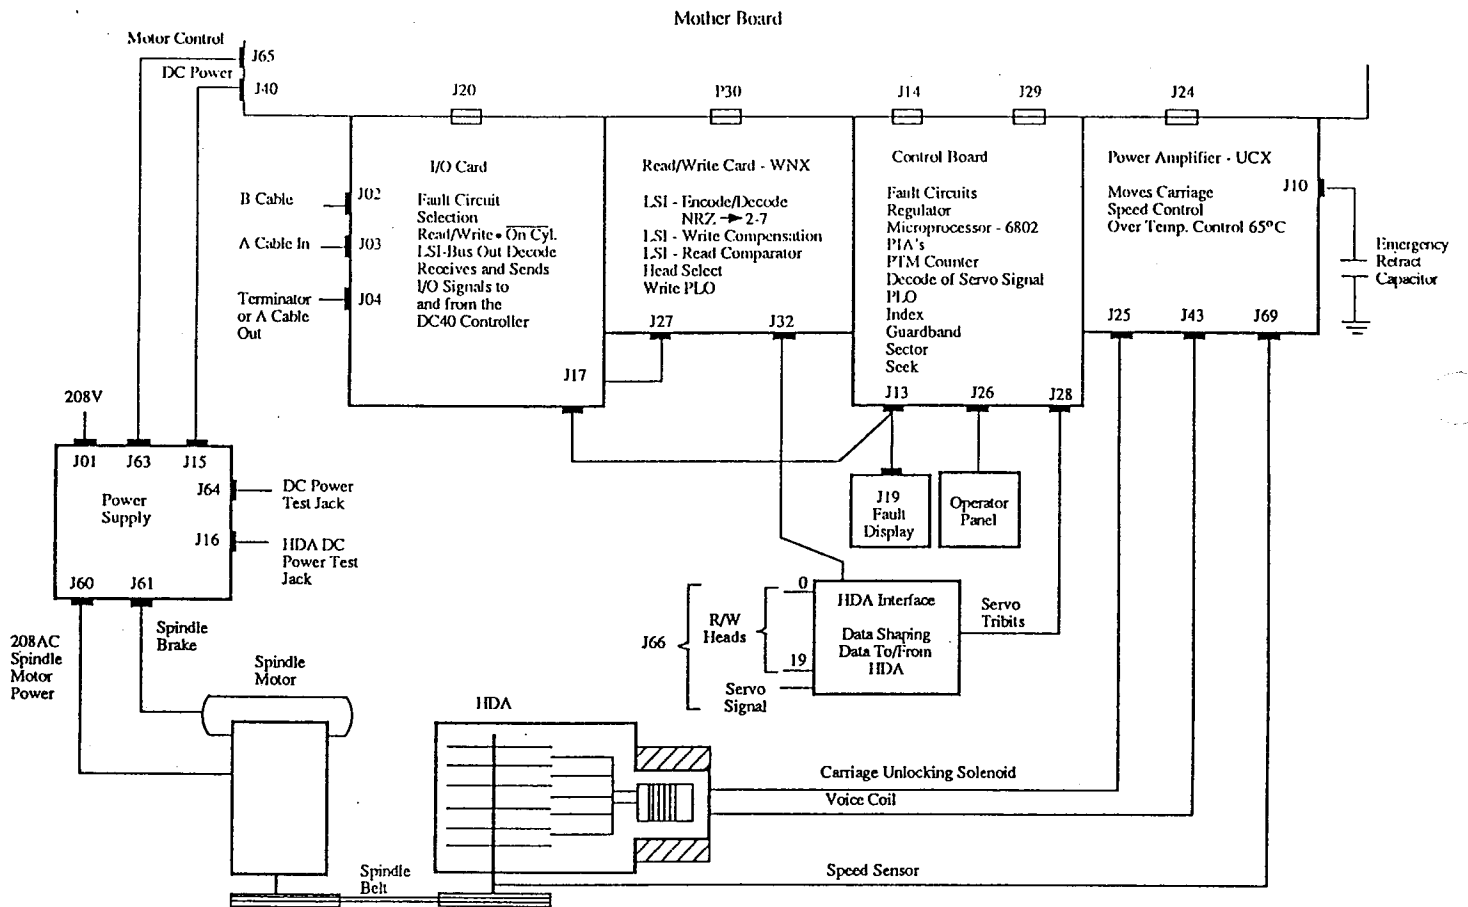 Mother Board
Motor Control
J65
DC Power
J40
J20
P30
J14
J29
J24
I/O Card
Fault Circuit
Selection
Read/Write • On Cyl.
LSI-Bus Out Decode
Receives and Sends
I/O Signals to
and from the
DC40 Controller
B Cable
J02
A Cable In
J03
Terminator
or A Cable
Out
J04
J17
Read/Write Card - WNX
LSI - Encode/Decode
NRZ → 2-7
LSI - Write Compensation
LSI - Read Comparator
Head Select
Write PLO
J27
J32
Control Board
Fault Circuits
Regulator
Microprocessor - 6802
PIA's
PTM Counter
Decode of Servo Signal
PLO
Index
Guardband
Sector
Seek
J13
J26
J28
Power Amplifier - UCX
Moves Carriage
Speed Control
Over Temp. Control 65°C
J10
J25
J43
J69
Emergency
Retract
Capacitor
208V
J01
J63
J15
J64
Power
Supply
J16
J60
J61
DC Power
Test Jack
HDA DC
Power Test
Jack
J19
Fault
Display
Operator
Panel
208AC
Spindle
Motor
Power
Spindle
Brake
Spindle
Motor
J66
R/W
Heads
0
19
Servo
Signal
HDA Interface
Data Shaping
Data To/From
HDA
Servo
Tribits
HDA
Carriage Unlocking Solenoid
Voice Coil
Speed Sensor
Spindle
Belt